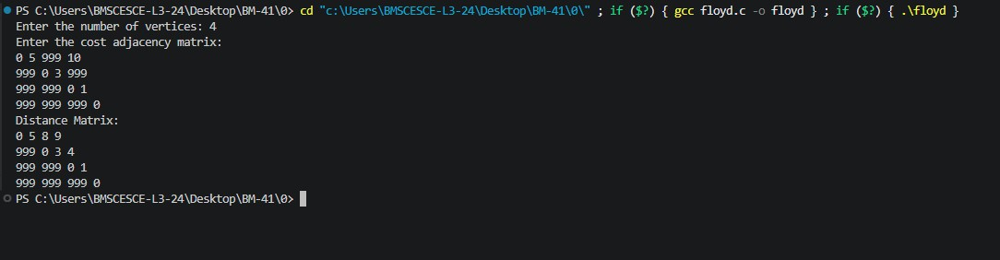 PS C:\Users\BMSCESCE-L3-24\Desktop\BM-41\0> cd "c:\Users\BMSCESCE-L3-24\Desktop\BM-41\0\" ; if ($?) { gcc floyd.c -o floyd } ; if ($?) { .\floyd }
Enter the number of vertices: 4
Enter the cost adjacency matrix:
0 5 999 10
999 0 3 999
999 999 0 1
999 999 999 0
Distance Matrix:
0 5 8 9
999 0 3 4
999 999 0 1
999 999 999 0
PS C:\Users\BMSCESCE-L3-24\Desktop\BM-41\0>